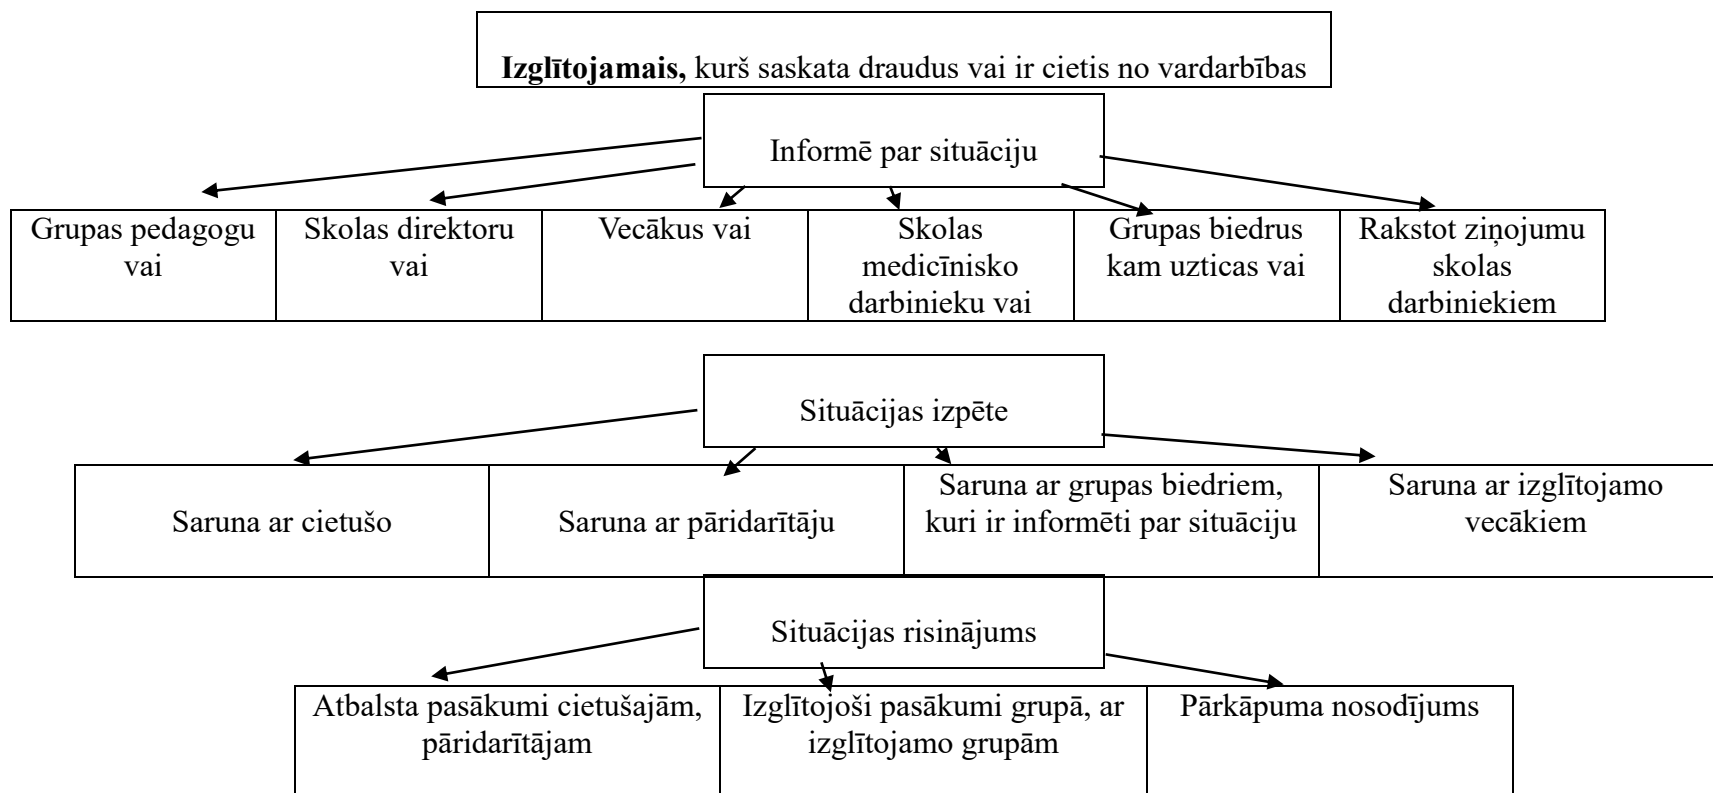 Izglītojamais, kurš saskata draudus vai ir cietis no vardarbības
Informē par situāciju
Grupas pedagogu
vai
Skolas direktoru
vai
Vecākus vai
Skolas
medicīnisko
darbinieku vai
Grupas biedrus
kam uzticas vai
Rakstot ziņojumu
skolas
darbiniekiem
Situācijas izpēte
Saruna ar cietušo
Saruna ar pāridarītāju
Saruna ar grupas biedriem,
kuri ir informēti par situāciju
Saruna ar izglītojamo
vecākiem
Situācijas risinājums
Atbalsta pasākumi cietušajām,
pāridarītājam
Izglītojoši pasākumi grupā, ar
izglītojamo grupām
Pārkāpuma nosodījums